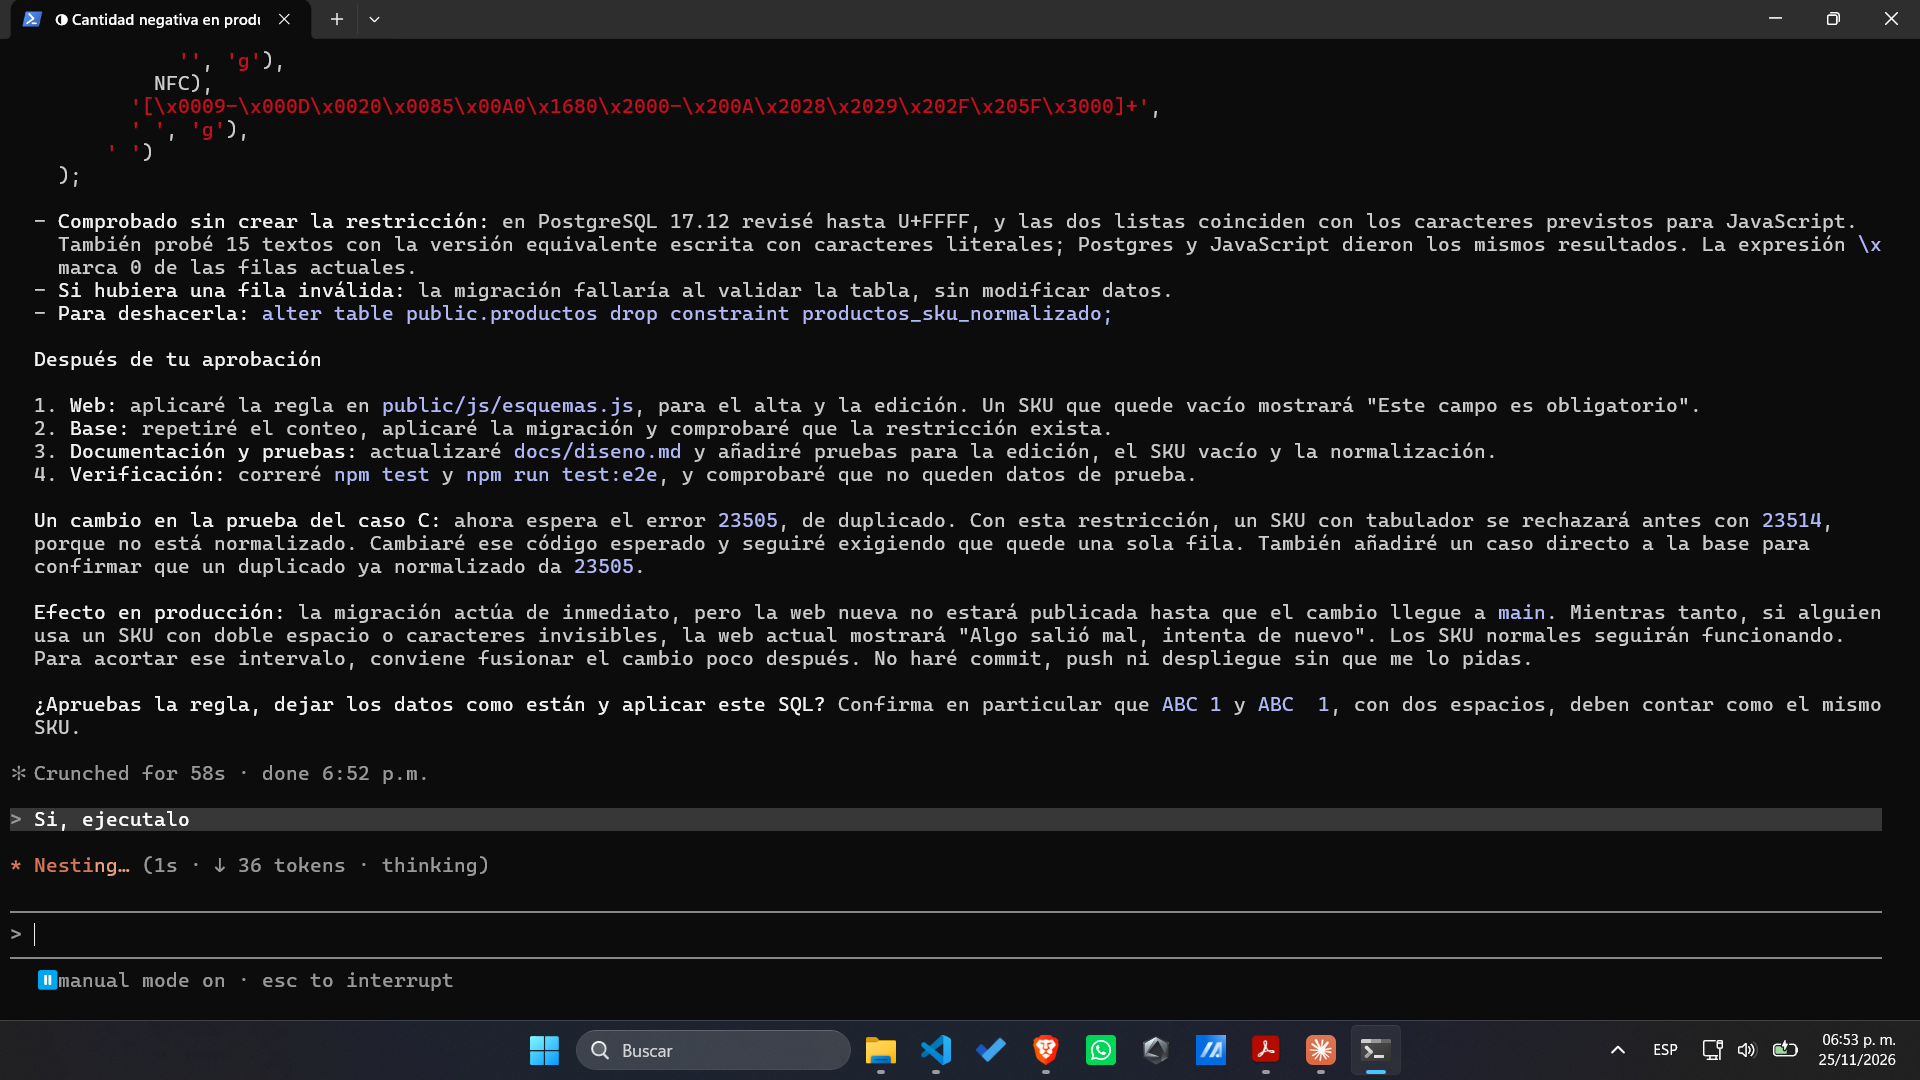 Cantidad negativa en produ
'', 'g'),
NFC),
'[\x0009-\x000D\x0020\x0085\x00A0\x1680\x2000-\x200A\x2028\x2029\x202F\x205F\x3000]+',
' ', 'g'),
' ')
);
- Comprobado sin crear la restricción: en PostgreSQL 17.12 revisé hasta U+FFFF, y las dos listas coinciden con los caracteres previstos para JavaScript.
También probé 15 textos con la versión equivalente escrita con caracteres literales; Postgres y JavaScript dieron los mismos resultados. La expresión \x
marca 0 de las filas actuales.
- Si hubiera una fila inválida: la migración fallaría al validar la tabla, sin modificar datos.
- Para deshacerla: alter table public.productos drop constraint productos_sku_normalizado;
Después de tu aprobación
1. Web: aplicaré la regla en public/js/esquemas.js, para el alta y la edición. Un SKU que quede vacío mostrará "Este campo es obligatorio".
2. Base: repetiré el conteo, aplicaré la migración y comprobaré que la restricción exista.
3. Documentación y pruebas: actualizaré docs/diseno.md y añadiré pruebas para la edición, el SKU vacío y la normalización.
4. Verificación: correré npm test y npm run test:e2e, y comprobaré que no queden datos de prueba.
Un cambio en la prueba del caso C: ahora espera el error 23505, de duplicado. Con esta restricción, un SKU con tabulador se rechazará antes con 23514,
porque no está normalizado. Cambiaré ese código esperado y seguiré exigiendo que quede una sola fila. También añadiré un caso directo a la base para
confirmar que un duplicado ya normalizado da 23505.
Efecto en producción: la migración actúa de inmediato, pero la web nueva no estará publicada hasta que el cambio llegue a main. Mientras tanto, si alguien
usa un SKU con doble espacio o caracteres invisibles, la web actual mostrará "Algo salió mal, intenta de nuevo". Los SKU normales seguirán funcionando.
Para acortar ese intervalo, conviene fusionar el cambio poco después. No haré commit, push ni despliegue sin que me lo pidas.
¿Apruebas la regla, dejar los datos como están y aplicar este SQL? Confirma en particular que ABC 1 y ABC  1, con dos espacios, deben contar como el mismo
SKU.
✻ Crunched for 58s · done 6:52 p.m.
> Si, ejecutalo
* Nesting… (1s · ↓ 36 tokens · thinking)
>
manual mode on · esc to interrupt
Buscar
ESP
06:53 p. m.
25/11/2026